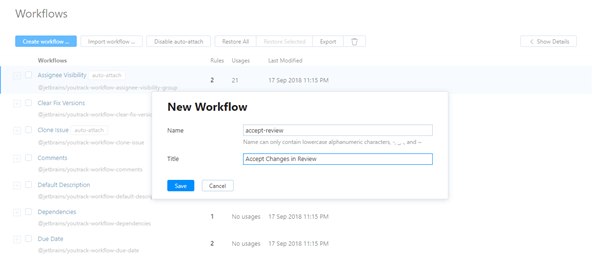 Workflows
Create workflow ... Import workflow ... Disable auto-attach Restore All Restore Selected Export Show Details
Workflows Rules Usages Last Modified
Assignee Visibility auto-attach 2 21 17 Sep 2018 11:15 PM
@jetbrains/youtrack-workflow-assignee-visibility-group
Clear Fix Versions
@jetbrains/youtrack-workflow-clear-fix-versio
Clone Issue auto-attach
@jetbrains/youtrack-workflow-clone-issue
Comments
@jetbrains/youtrack-workflow-comments
Default Description
@jetbrains/youtrack-workflow-default-descrip
Dependencies 1 No usages 17 Sep 2018 11:15 PM
@jetbrains/youtrack-workflow-dependencies
Due Date 2 No usages 17 Sep 2018 11:15 PM
@jetbrains/youtrack-workflow-due-date
New Workflow
Name accept-review
Name can only contain lowercase alphanumeric characters, -, _, ., and ~
Title Accept Changes in Review
Save Cancel